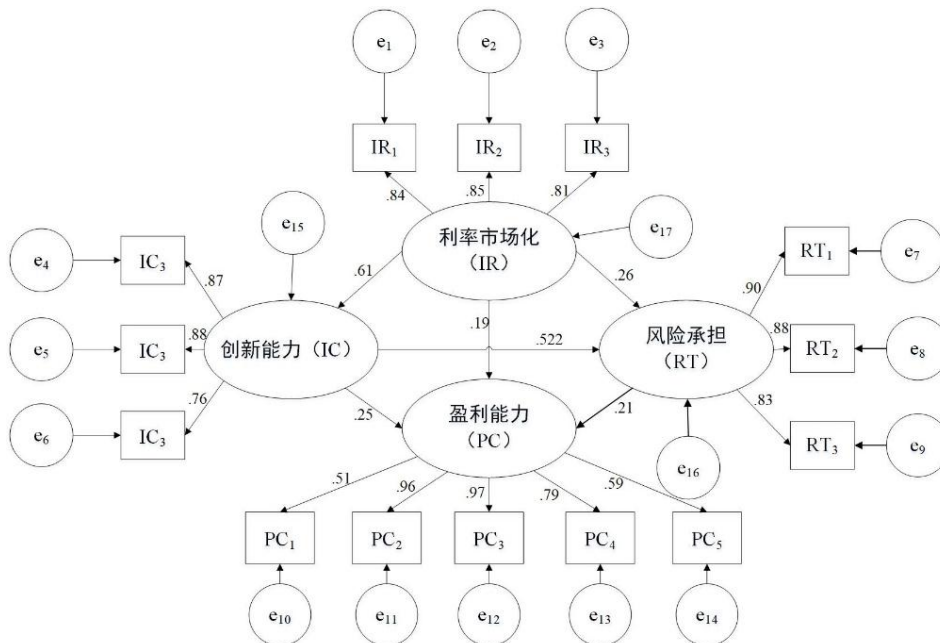 e₁
e₂
e₃
IR₁
IR₂
IR₃
.84
.85
.81
e₁₅
利率市场化
（IR）
e₁₇
e₄
IC₃
.87
.61
.26
.90
RT₁
e₇
e₅
IC₃
.88
创新能力（IC）
.19
.522
风险承担
（RT）
.88
RT₂
e₈
e₆
IC₃
.76
.25
盈利能力
（PC）
.21
.83
RT₃
e₉
e₁₆
.51
.96
.97
.79
.59
PC₁
PC₂
PC₃
PC₄
PC₅
e₁₀
e₁₁
e₁₂
e₁₃
e₁₄